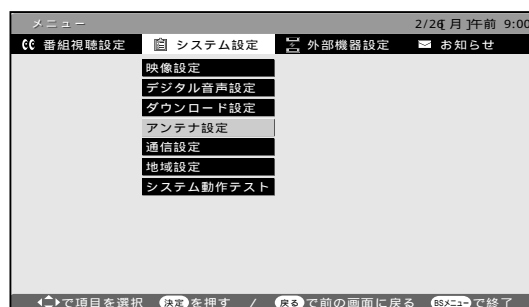 メニュー 2/26[月]午前 9:00
番組視聴設定 システム設定 外部機器設定 お知らせ
映像設定
デジタル音声設定
ダウンロード設定
アンテナ設定
通信設定
地域設定
システム動作テスト
で項目を選択 決定を押す / 戻るで前の画面に戻る BSメニューで終了